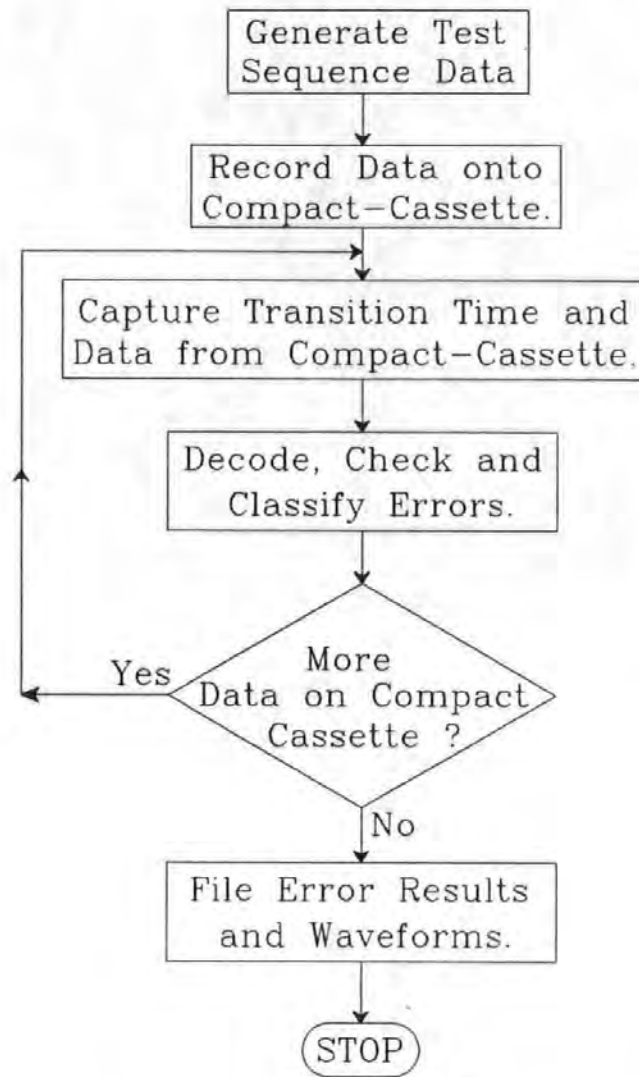 Generate Test
Sequence Data
Record Data onto
Compact-Cassette.
Capture Transition Time and
Data from Compact-Cassette.
Decode, Check and
Classify Errors.
More
Data on Compact
Cassette ?
Yes
No
File Error Results
and Waveforms.
STOP